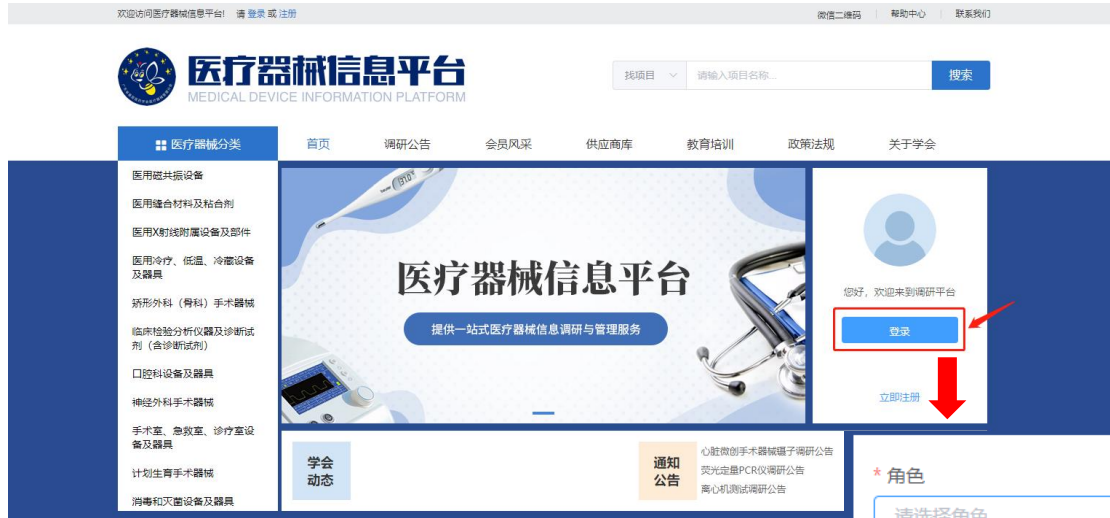 欢迎访问医疗器械信息平台! 请 登录 或 注册
微信二维码 帮助中心 联系我们
医疗器械信息平台
MEDICAL DEVICE INFORMATION PLATFORM
找项目 请输入项目名称... 搜索
医疗器械分类 首页 调研公告 会员风采 供应商库 教育培训 政策法规 关于学会
医用磁共振设备
医用缝合材料及粘合剂
医用X射线附属设备及部件
医用冷疗、低温、冷藏设备
及器具
矫形外科（骨科）手术器械
临床检验分析仪器及诊断试
剂（含诊断试剂）
口腔科设备及器具
神经外科手术器械
手术室、急救室、诊疗室设
备及器具
计划生育手术器械
消毒和灭菌设备及器具
医疗器械信息平台
提供一站式医疗器械信息调研与管理服务
您好，欢迎来到调研平台
登录
立即注册
学会
动态
通知
公告
心脏微创手术器械镊子调研公告
荧光定量PCR仪调研公告
离心机测试调研公告
* 角色
请选择角色